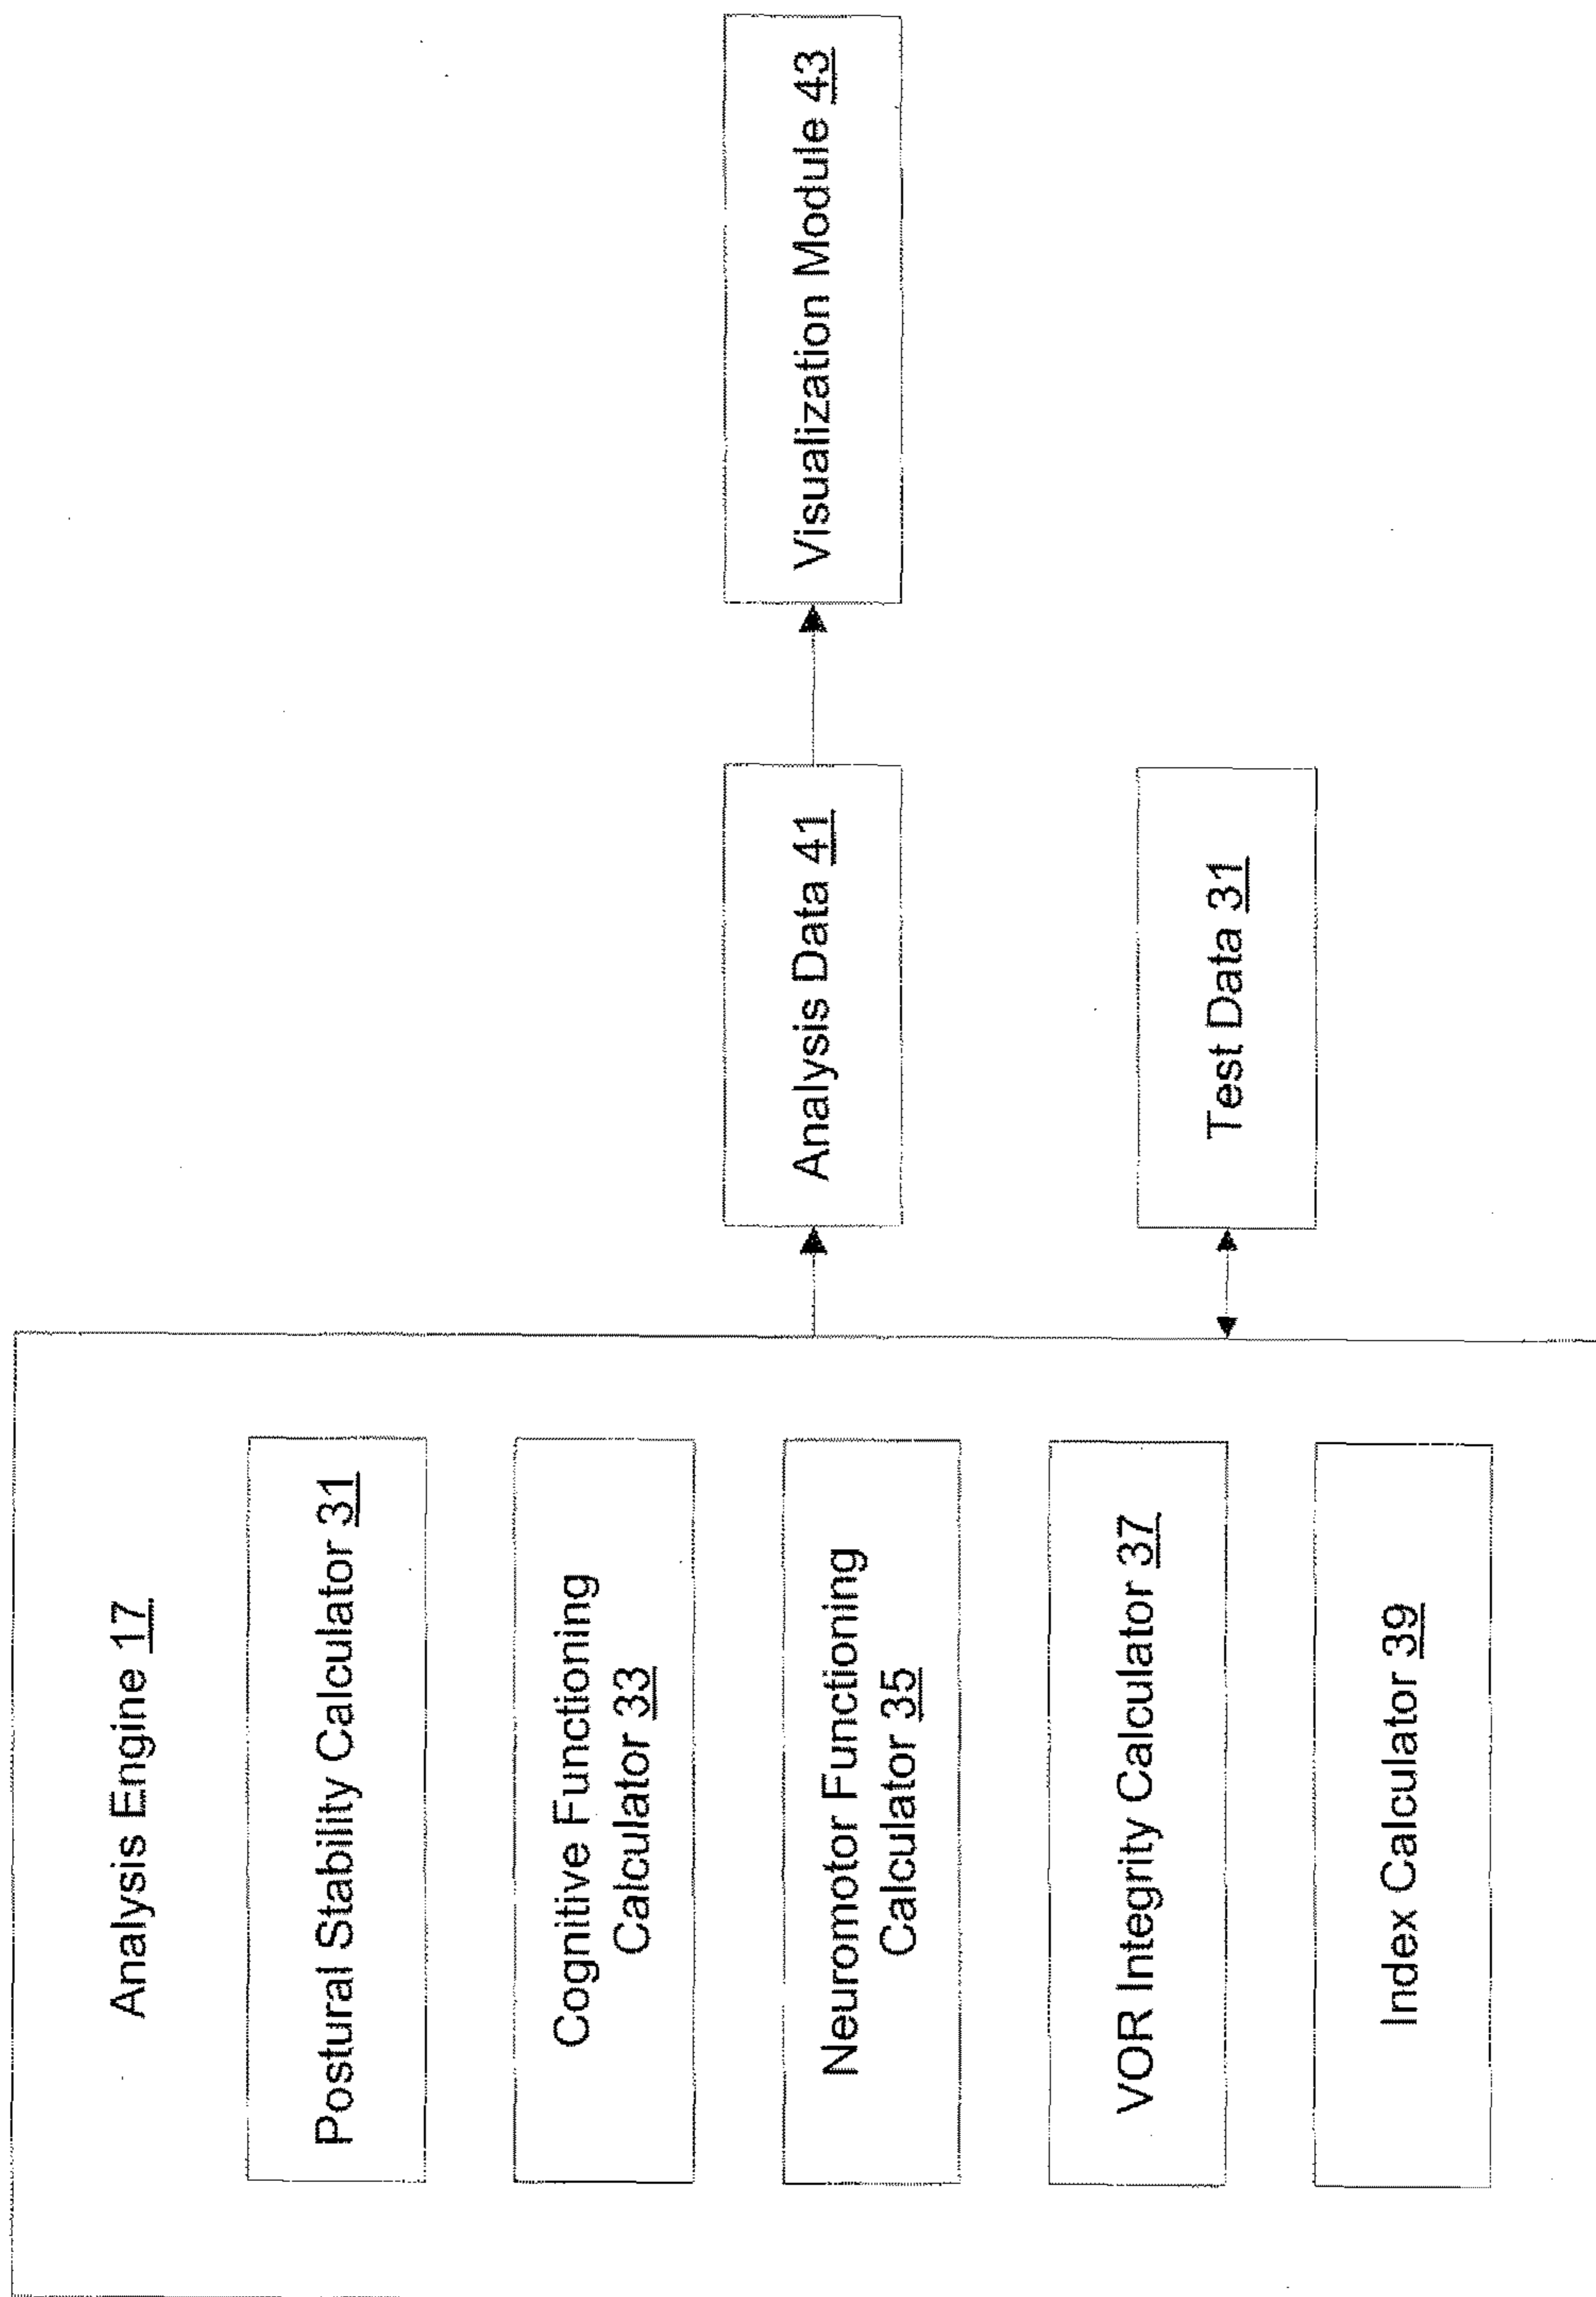 Analysis Engine 17
Postural Stability Calculator 31
Cognitive Functioning
Calculator 33
Neuromotor Functioning
Calculator 35
VOR Integrity Calculator 37
Index Calculator 39
Analysis Data 41
Test Data 31
Visualization Module 43